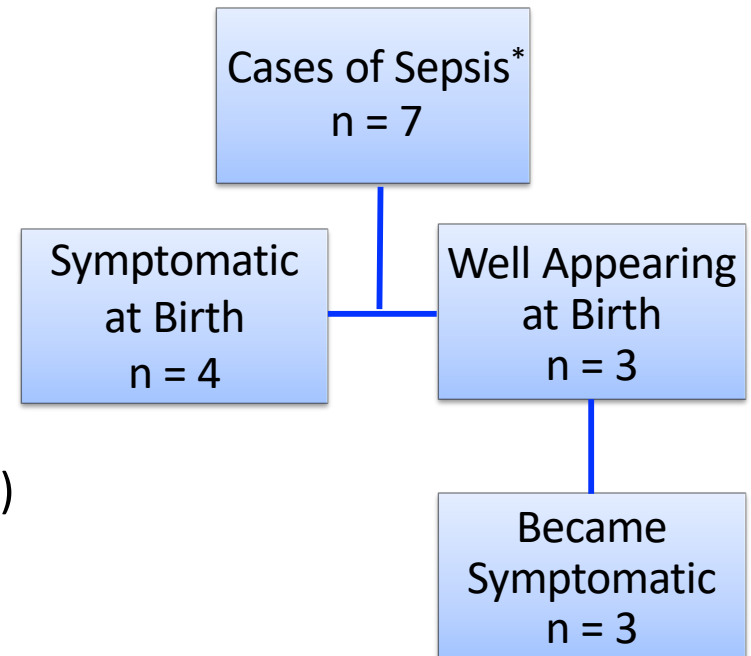 Cases of Sepsis*
n = 7
Symptomatic
at Birth
n = 4
Well Appearing
at Birth
n = 3
)
Became
Symptomatic
n = 3